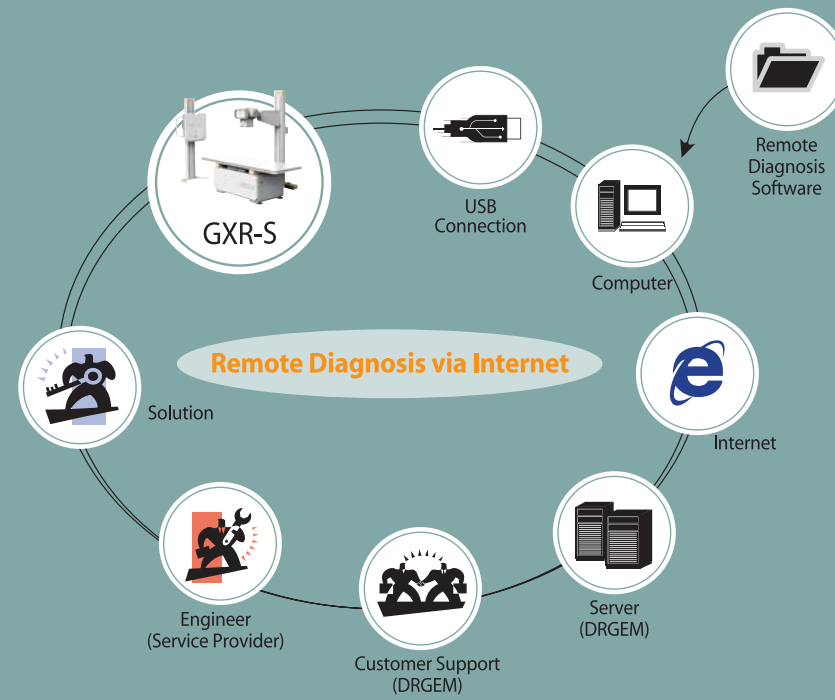 GXR-S
USB
Connection
Remote
Diagnosis
Software
Computer
Remote Diagnosis via Internet
Solution
Internet
Engineer
(Service Provider)
Server
(DRGEM)
Customer Support
(DRGEM)